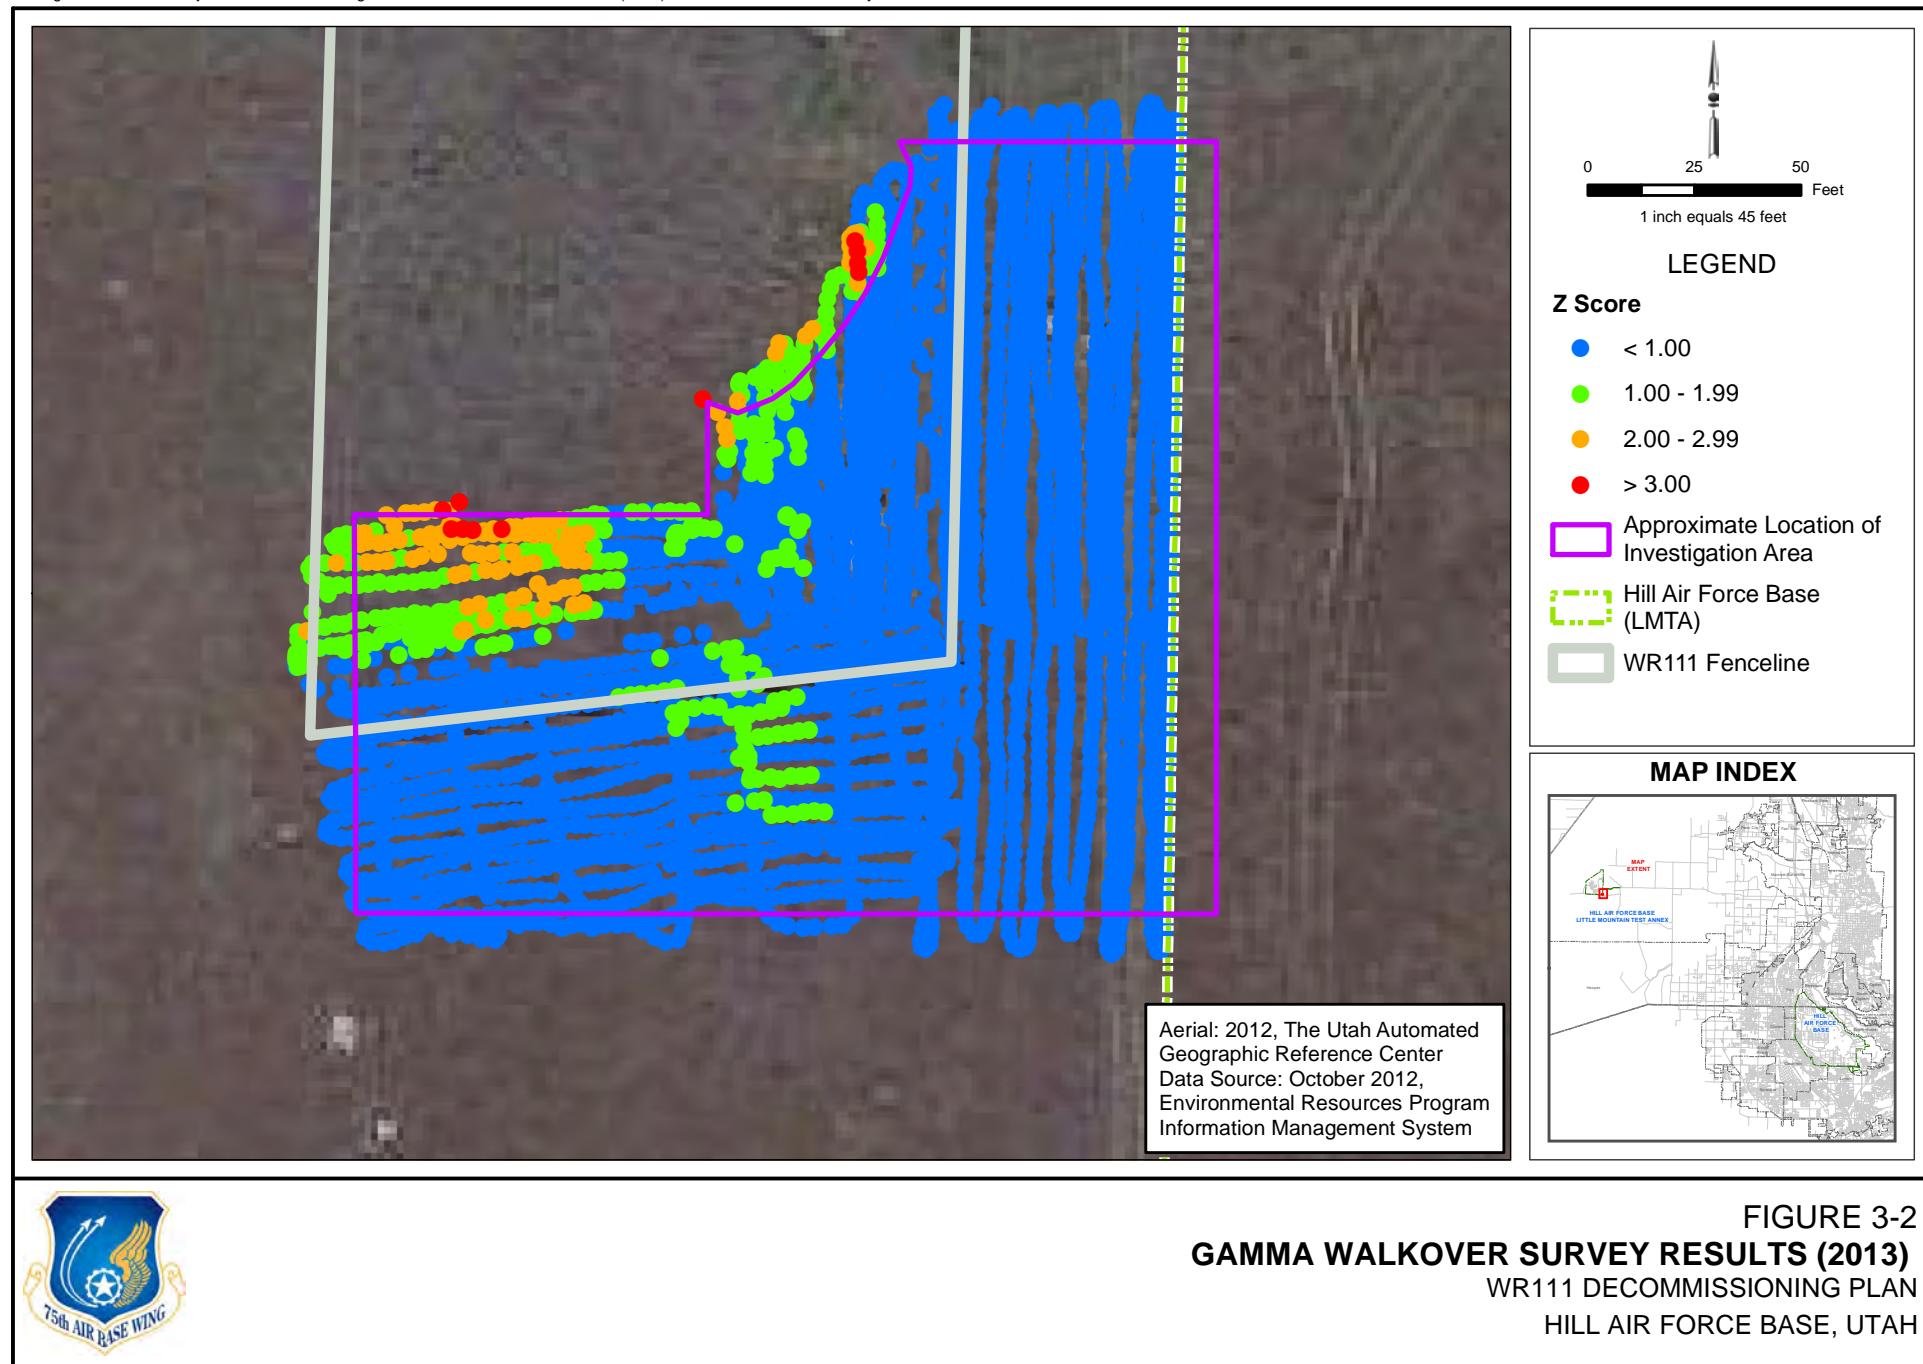 0 25 50
Feet
1 inch equals 45 feet
LEGEND
Z Score
< 1.00
1.00 - 1.99
2.00 - 2.99
> 3.00
Approximate Location of
Investigation Area
Hill Air Force Base
(LMTA)
WR111 Fenceline
MAP INDEX
MAP
EXTENT
HILL AIR FORCE BASE
LITTLE MOUNTAIN TEST ANNEX
HILL
AIR FORCE
BASE
Aerial: 2012, The Utah Automated
Geographic Reference Center
Data Source: October 2012,
Environmental Resources Program
Information Management System
75th AIR BASE WING
FIGURE 3-2
GAMMA WALKOVER SURVEY RESULTS (2013)
WR111 DECOMMISSIONING PLAN
HILL AIR FORCE BASE, UTAH